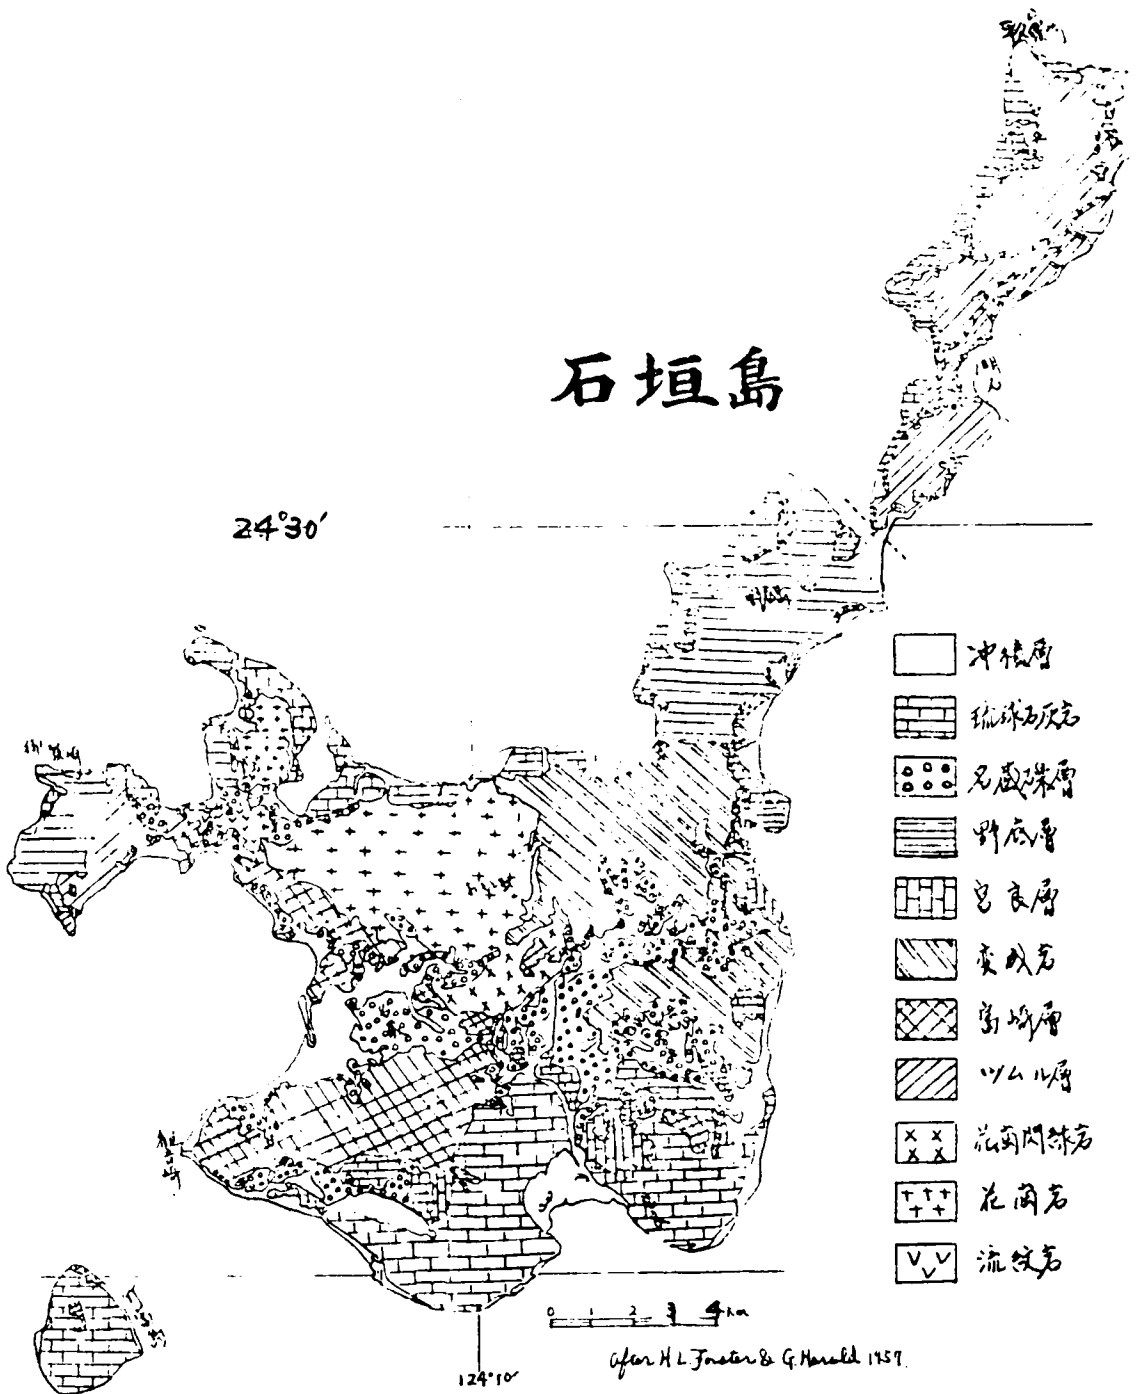 石垣島
24°30′
沖積層
琉球石灰岩
名蔵礫層
野底層
宮良層
変成岩
富崎層
ツムル層
花崗閃緑岩
花崗岩
流紋岩
0 1 2 3 4 km
after H L Foster & G. Harold 1957.
124°10′